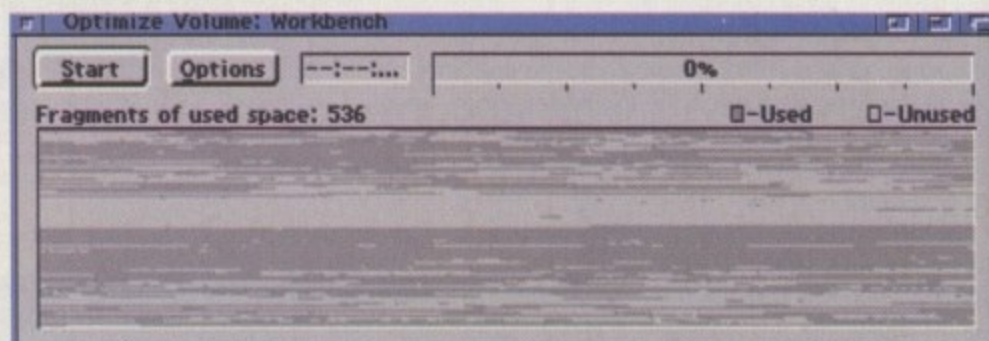 Optimize Volume: Workbench
Start Options --:--:... 0%
Fragments of used space: 536 -Used -Unused